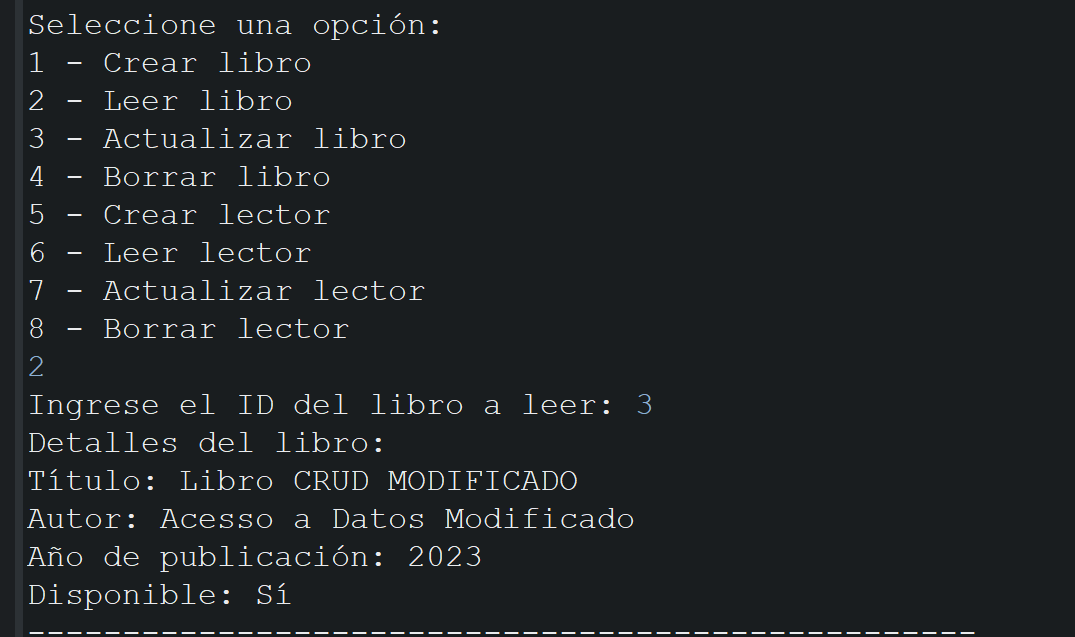 Seleccione una opción:
1 - Crear libro
2 - Leer libro
3 - Actualizar libro
4 - Borrar libro
5 - Crear lector
6 - Leer lector
7 - Actualizar lector
8 - Borrar lector
2
Ingrese el ID del libro a leer: 3
Detalles del libro:
Título: Libro CRUD MODIFICADO
Autor: Acesso a Datos Modificado
Año de publicación: 2023
Disponible: Sí
--------------------------------------------------